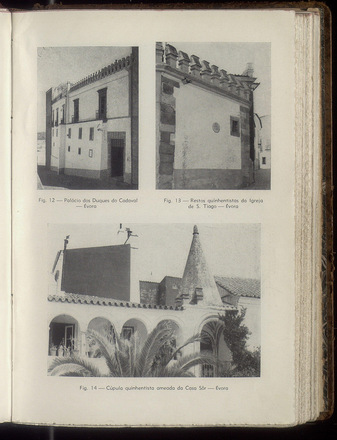 Fig. 12 — Palácio dos Duques do Cadaval
— Évora
Fig. 13 — Restos quinhentistas da Igreja
de S. Tiago — Évora
Fig. 14 — Cúpula quinhentista ameada da Casa Sôr — Évora